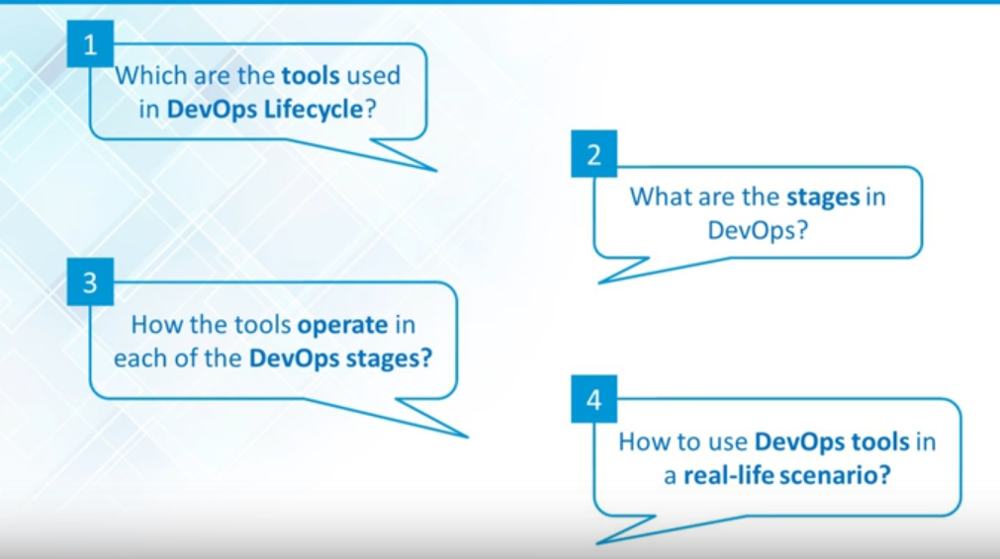 1
Which are the tools used
in DevOps Lifecycle?
2
What are the stages in
DevOps?
3
How the tools operate in
each of the DevOps stages?
4
How to use DevOps tools in
a real-life scenario?